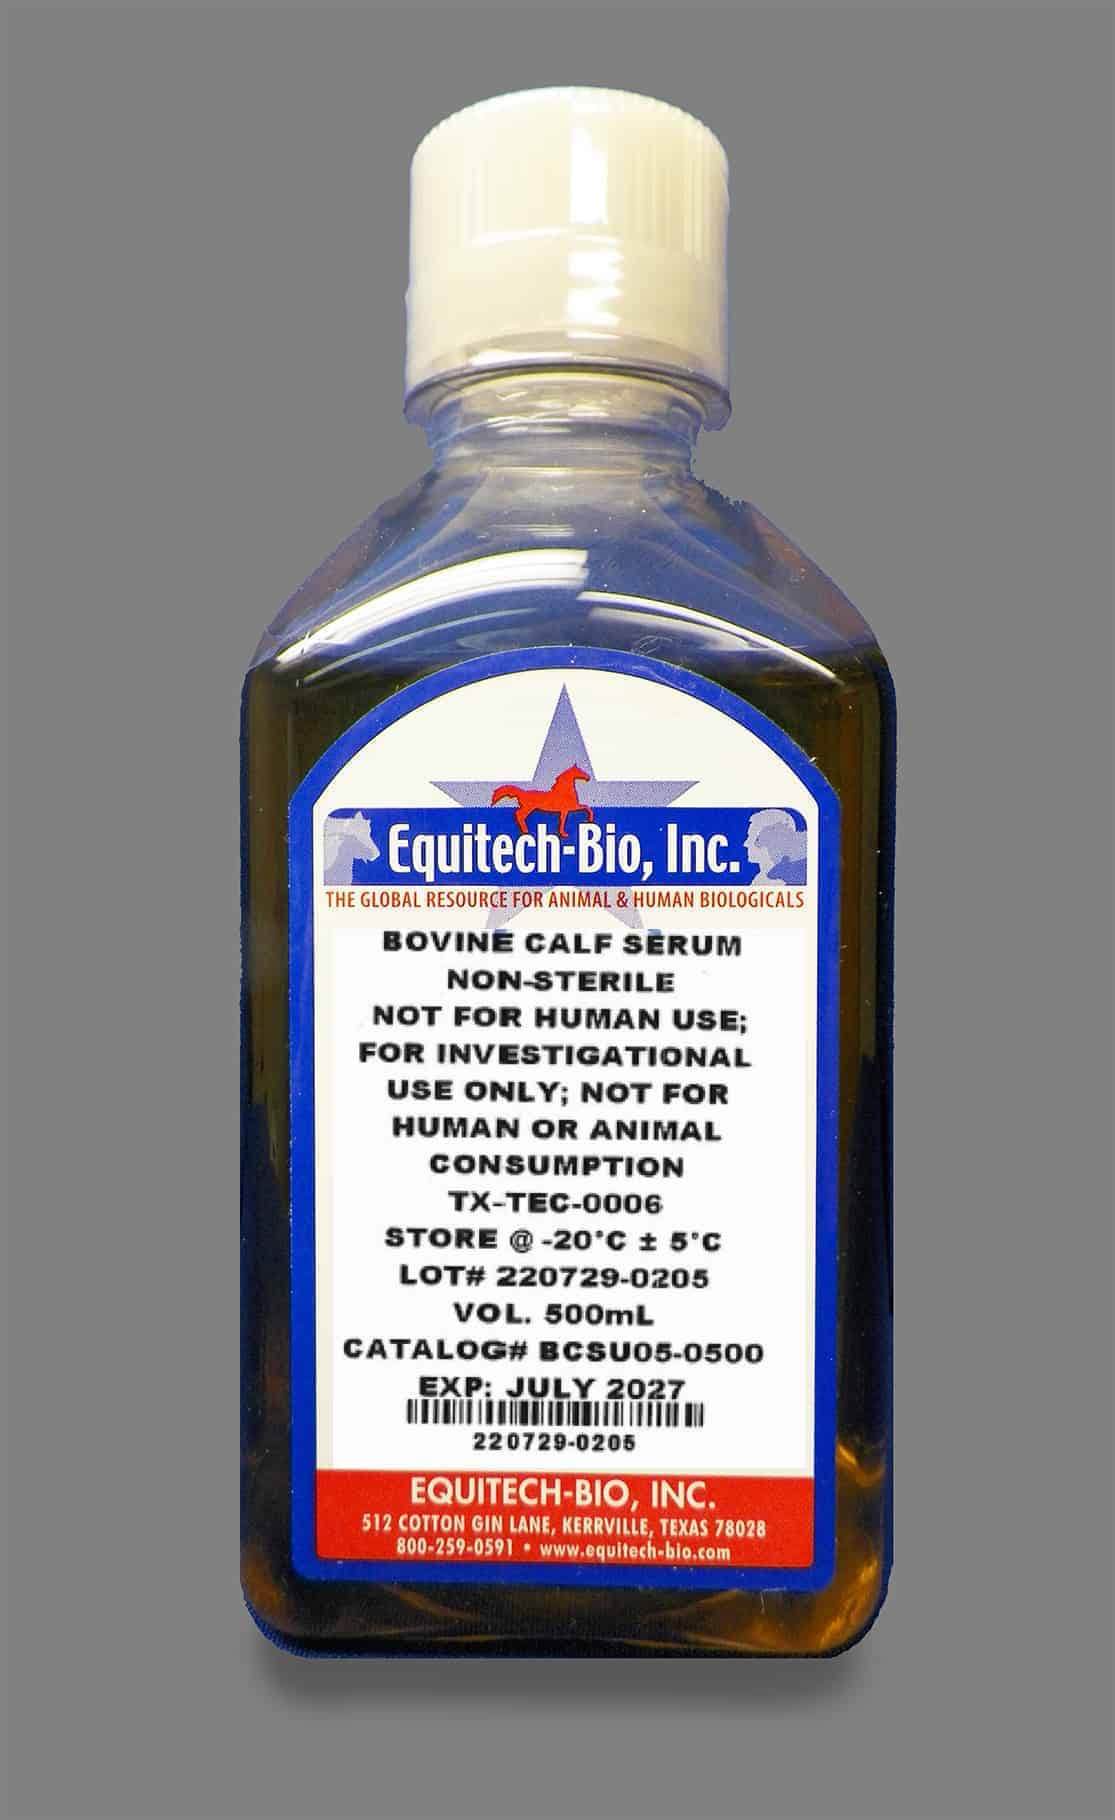 Equitech-Bio, Inc.
THE GLOBAL RESOURCE FOR ANIMAL & HUMAN BIOLOGICALS
BOVINE CALF SERUM
NON-STERILE
NOT FOR HUMAN USE;
FOR INVESTIGATIONAL
USE ONLY; NOT FOR
HUMAN OR ANIMAL
CONSUMPTION
TX-TEC-0006
STORE @ -20°C ± 5°C
LOT# 220729-0205
VOL. 500mL
CATALOG# BCSU05-0500
EXP: JULY 2027
220729-0205
EQUITECH-BIO, INC.
512 COTTON GIN LANE, KERRVILLE, TEXAS 78028
800-259-0591 • www.equitech-bio.com